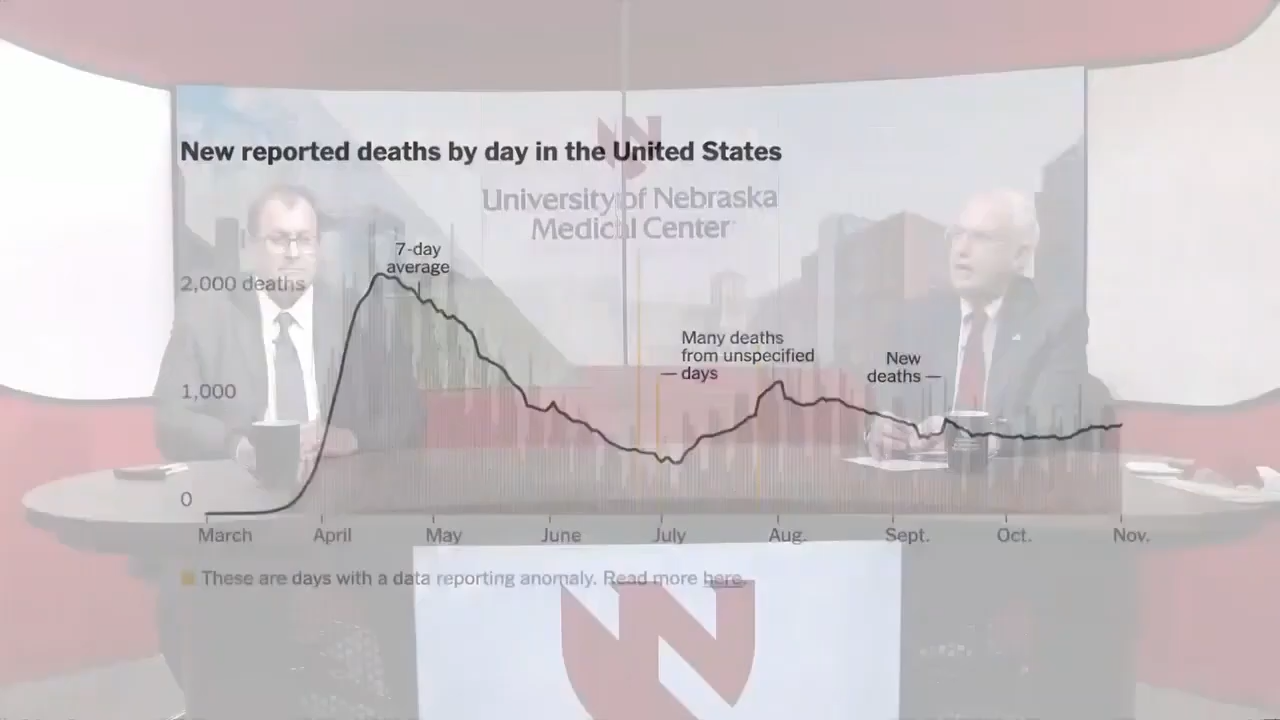 New reported deaths by day in the United States
University of Nebraska
Medical Center
7-day
average
2,000 deaths
Many deaths
from unspecified
days
New
deaths
1,000
0
March April May June July Aug. Sept. Oct. Nov.
These are days with a data reporting anomaly. Read more here.